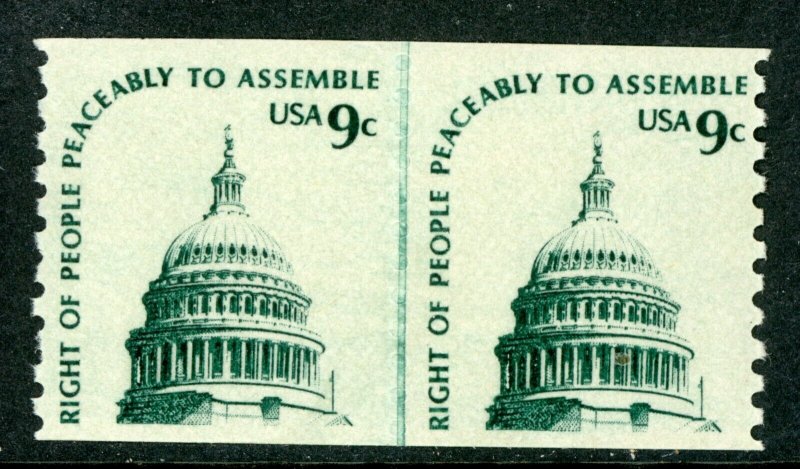 RIGHT OF PEOPLE PEACEABLY TO ASSEMBLE
USA 9c
RIGHT OF PEOPLE PEACEABLY TO ASSEMBLE
USA 9c